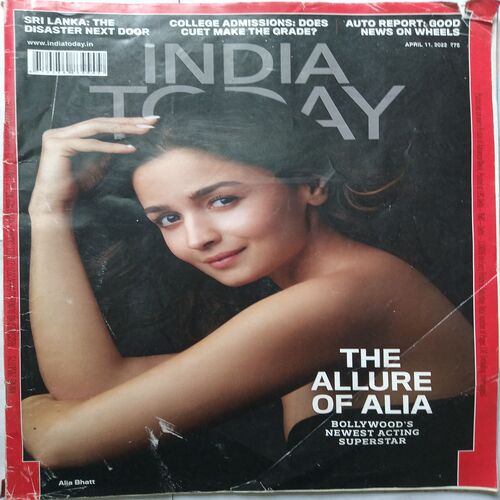 SRI LANKA: THE
DISASTER NEXT DOOR
COLLEGE ADMISSIONS: DOES
CUET MAKE THE GRADE?
AUTO REPORT: GOOD
NEWS ON WHEELS
www.indiatoday.in
APRIL 11, 2022 ₹75
INDIA
TODAY
THE
ALLURE
OF ALIA
BOLLYWOOD'S
NEWEST ACTING
SUPERSTAR
Alia Bhatt